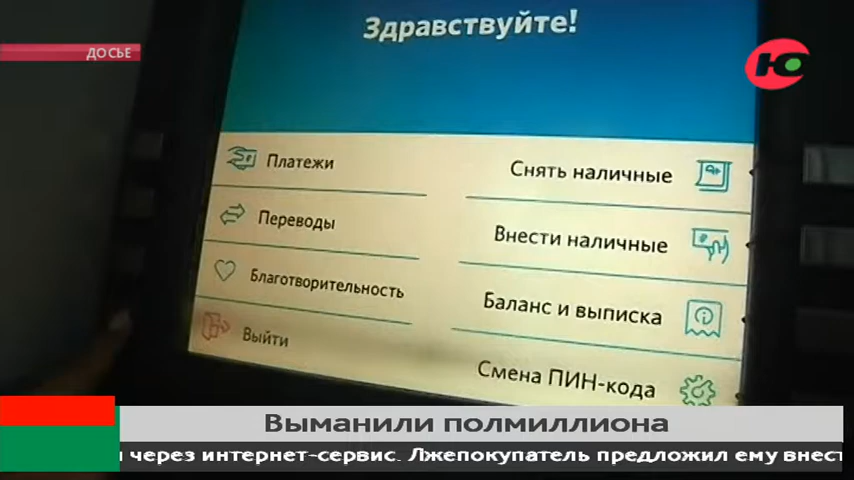 Здравствуйте!
ДОСЬЕ
Ю
Платежи
Снять наличные
Переводы
Внести наличные
Благотворительность
Баланс и выписка
Выйти
Смена ПИН-кода
Выманили полмиллиона
через интернет-сервис. Лжепокупатель предложил ему